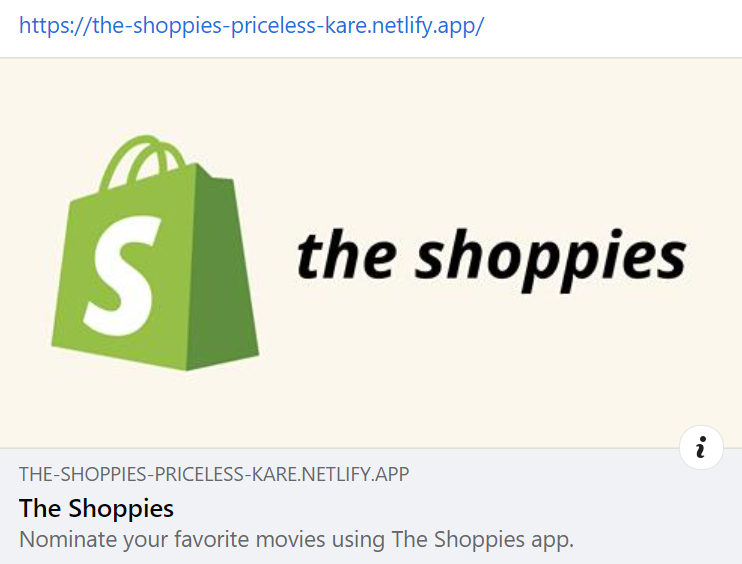 https://the-shoppies-priceless-kare.netlify.app/
S
the shoppies
i
THE-SHOPPIES-PRICELESS-KARE.NETLIFY.APP
The Shoppies
Nominate your favorite movies using The Shoppies app.